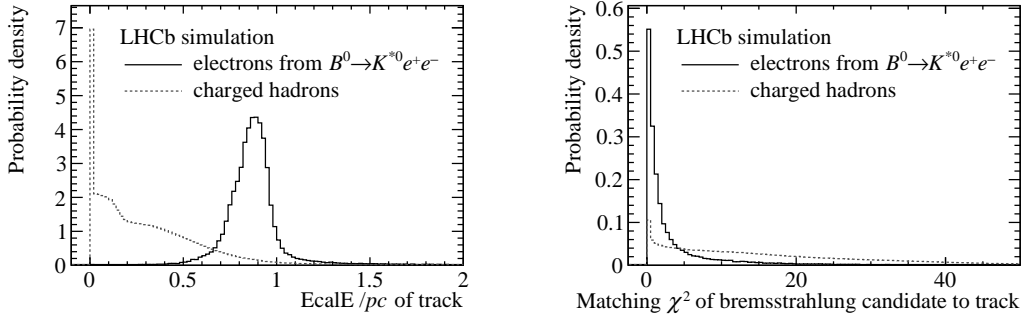 Probability density
7
6
5
4
3
2
1
0
LHCb simulation
electrons from B⁰→K*⁰e⁺e⁻
charged hadrons
0 0.5 1 1.5 2
EcalE /pc of track
Probability density
0.6
0.5
0.4
0.3
0.2
0.1
0
LHCb simulation
electrons from B⁰→K*⁰e⁺e⁻
charged hadrons
0 20 40
Matching χ² of bremsstrahlung candidate to track